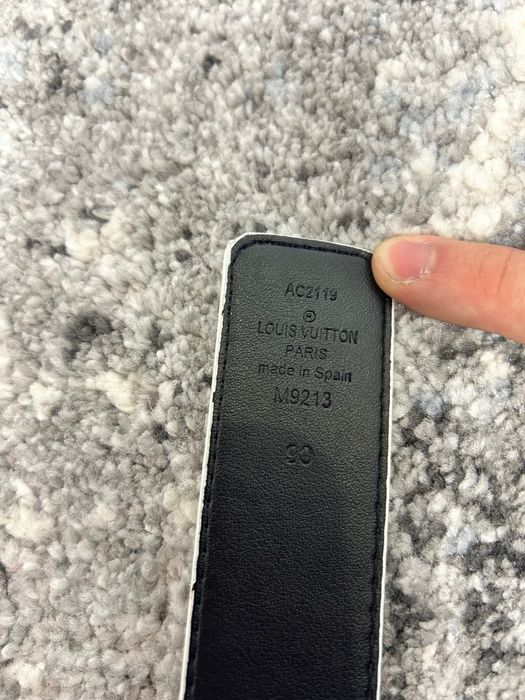 AC2119
®
LOUIS VUITTON
PARIS
made in Spain
M9213
90